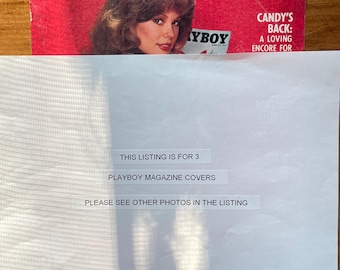 CANDY'S
BACK:
A LOVING
ENCORE FOR
AYBOY
THIS LISTING IS FOR 3
PLAYBOY MAGAZINE COVERS
PLEASE SEE OTHER PHOTOS IN THE LISTING